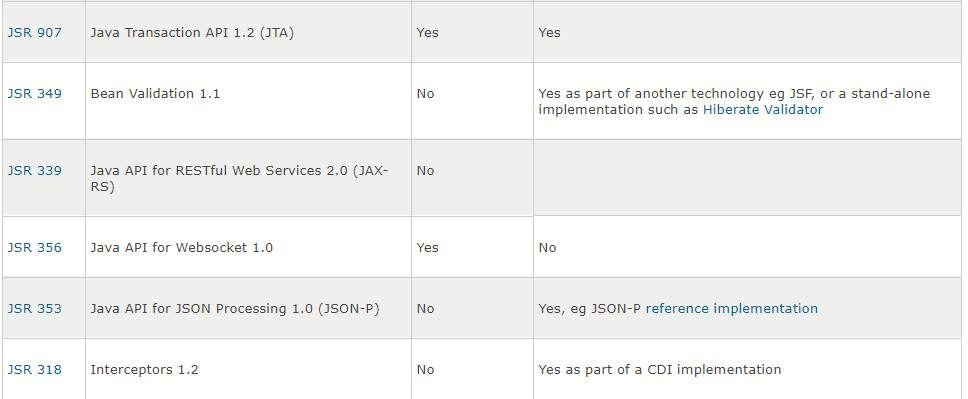 JSR 907 Java Transaction API 1.2 (JTA) Yes Yes
JSR 349 Bean Validation 1.1 No Yes as part of another technology eg JSF, or a stand-alone
implementation such as Hiberate Validator
JSR 339 Java API for RESTful Web Services 2.0 (JAX- No
RS)
JSR 356 Java API for Websocket 1.0 Yes No
JSR 353 Java API for JSON Processing 1.0 (JSON-P) No Yes, eg JSON-P reference implementation
JSR 318 Interceptors 1.2 No Yes as part of a CDI implementation